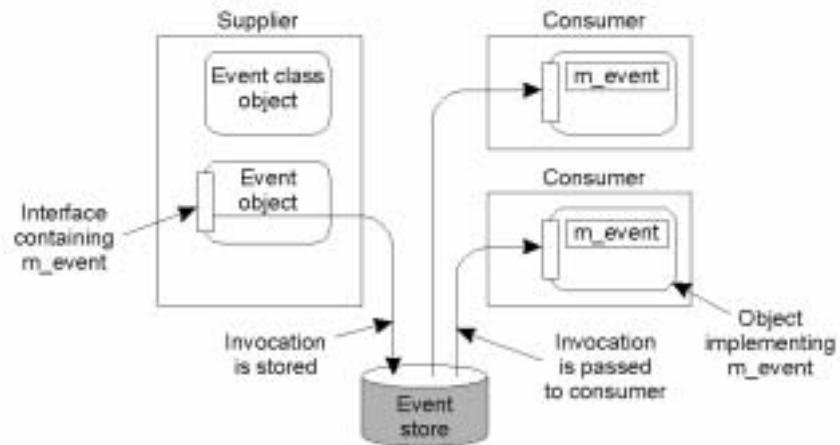 Supplier
Consumer
Event class
object
m_event
Event
object
Interface
containing
m_event
Consumer
m_event
Invocation
is stored
Invocation
is passed
to consumer
Object
implementing
m_event
Event
store